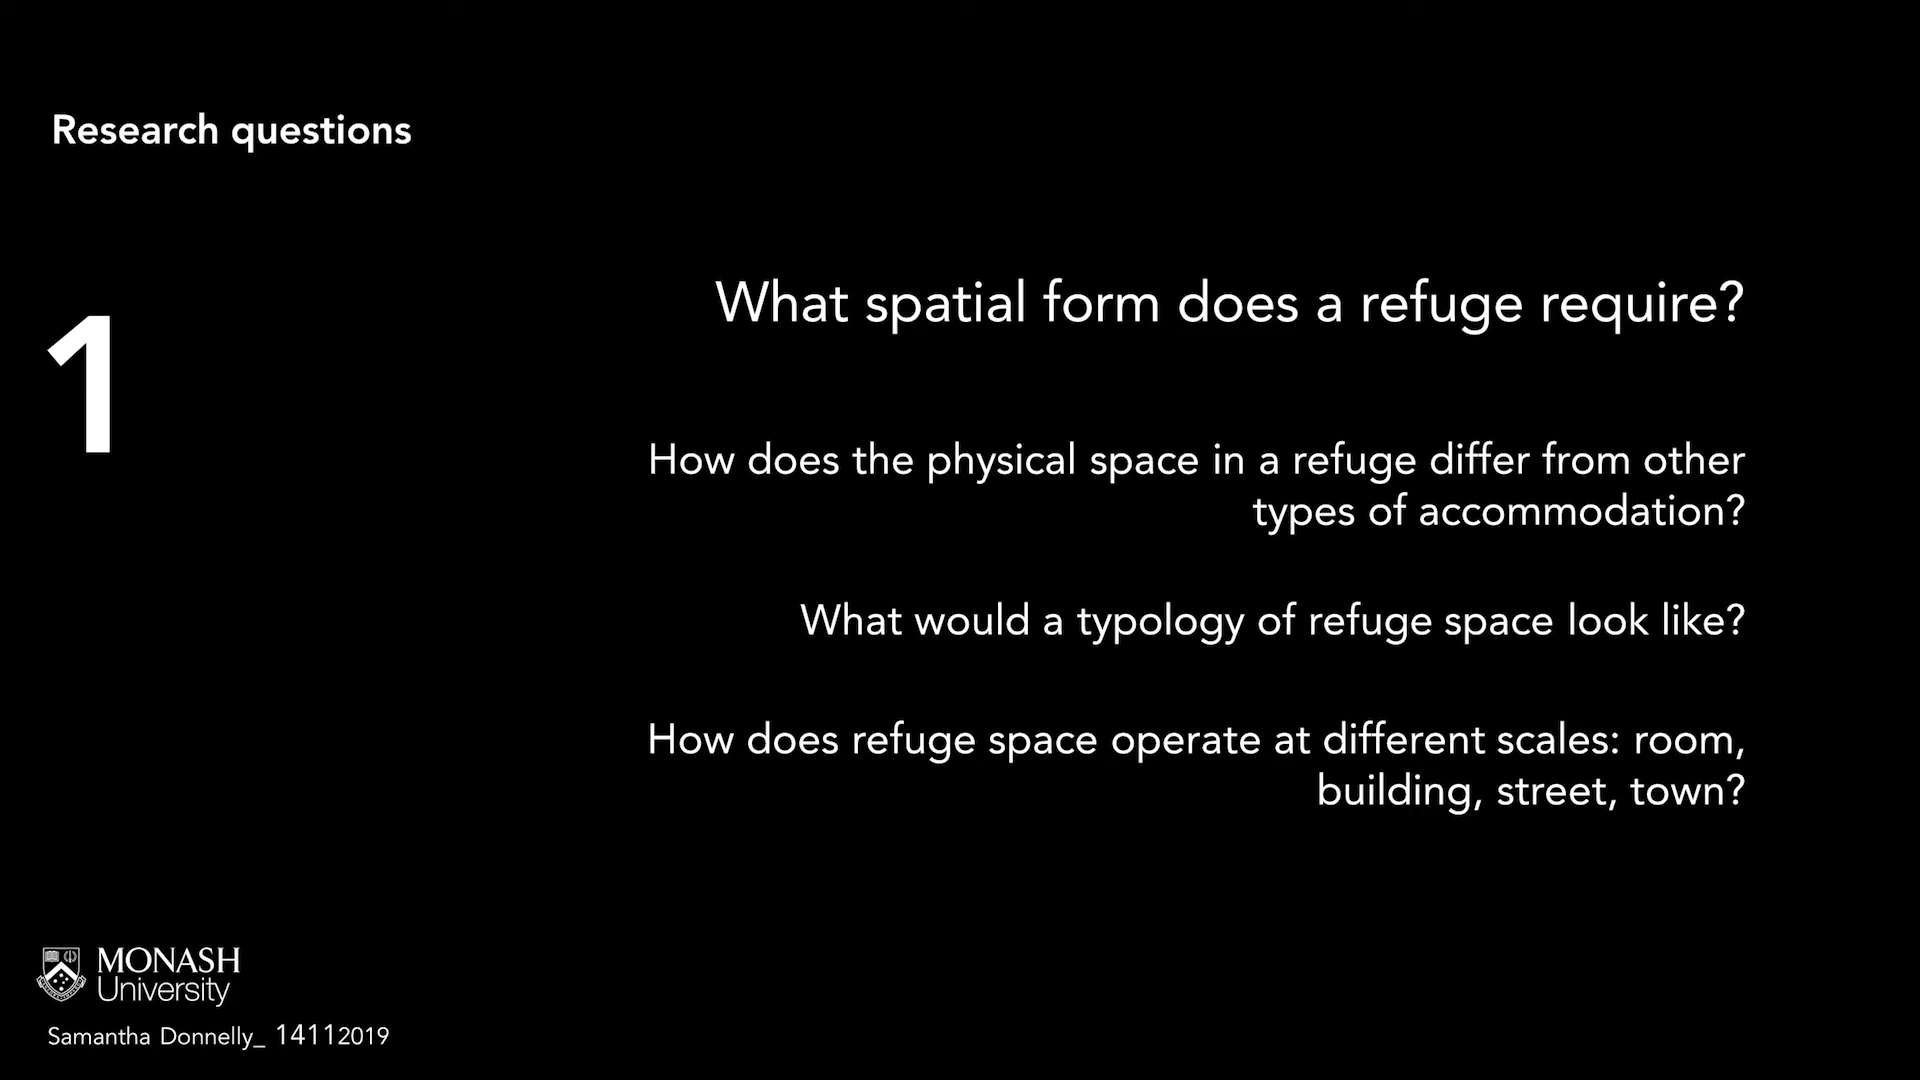 Research questions
1
What spatial form does a refuge require?
How does the physical space in a refuge differ from other
types of accommodation?
What would a typology of refuge space look like?
How does refuge space operate at different scales: room,
building, street, town?
MONASH
University
Samantha Donnelly_ 14112019